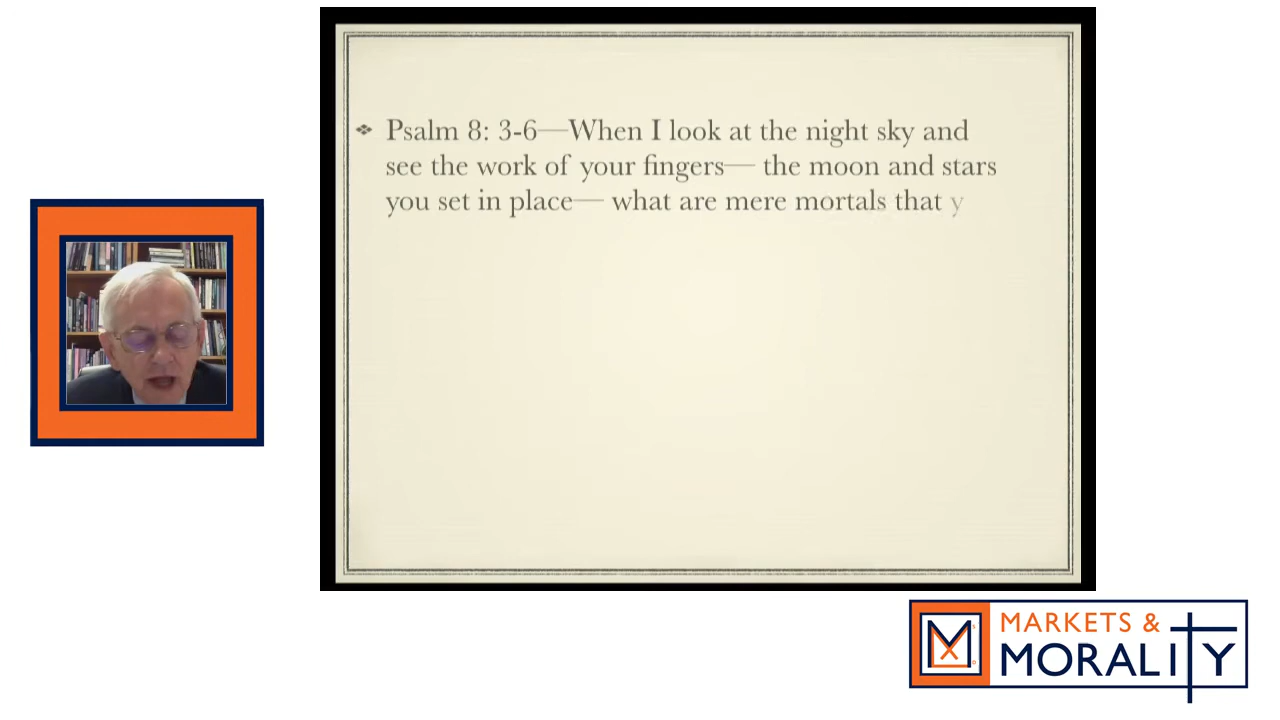 Psalm 8: 3-6—When I look at the night sky and
see the work of your fingers— the moon and stars
you set in place— what are mere mortals that y
MARKETS &
MORALITY